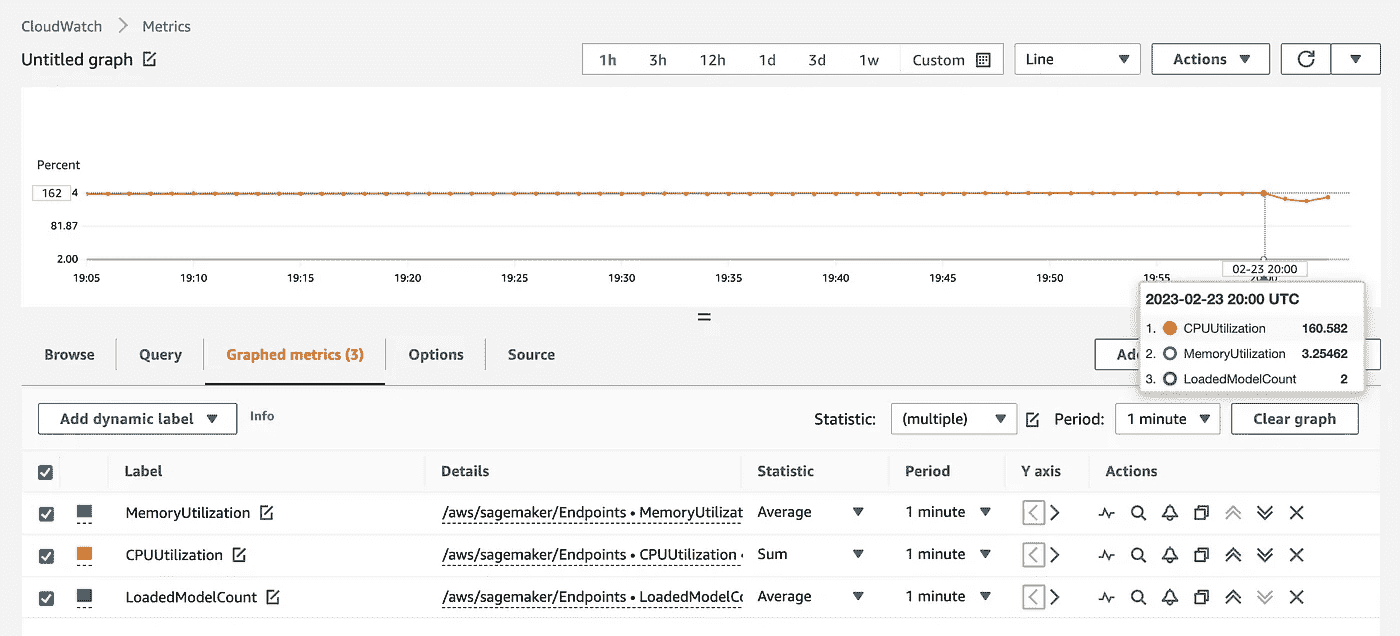 CloudWatch > Metrics
Untitled graph
1h 3h 12h 1d 3d 1w Custom Line Actions
Percent
162 4
81.87
2.00
19:05 19:10 19:15 19:20 19:25 19:30 19:35 19:40 19:45 19:50 19:55
02-23 20:00
2023-02-23 20:00 UTC
1. CPUUtilization 160.582
2. MemoryUtilization 3.25462
3. LoadedModelCount 2
Browse Query Graphed metrics (3) Options Source
Add dynamic label Info Statistic: (multiple) Period: 1 minute Clear graph
Label Details Statistic Period Y axis Actions
MemoryUtilization /aws/sagemaker/Endpoints • MemoryUtilizat Average 1 minute
CPUUtilization /aws/sagemaker/Endpoints • CPUUtilization • Sum 1 minute
LoadedModelCount /aws/sagemaker/Endpoints • LoadedModelCo Average 1 minute